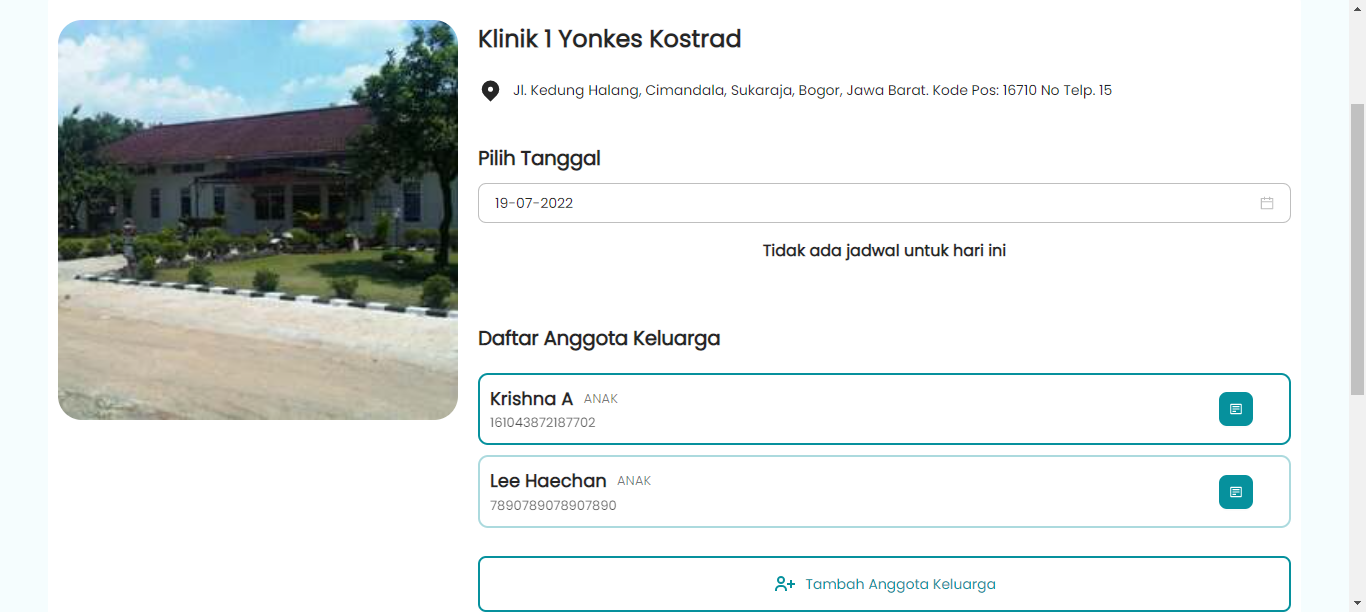 Klinik 1 Yonkes Kostrad
Jl. Kedung Halang, Cimandala, Sukaraja, Bogor, Jawa Barat. Kode Pos: 16710 No Telp. 15
Pilih Tanggal
19-07-2022
Tidak ada jadwal untuk hari ini
Daftar Anggota Keluarga
Krishna A ANAK
161043872187702
Lee Haechan ANAK
7890789078907890
Tambah Anggota Keluarga